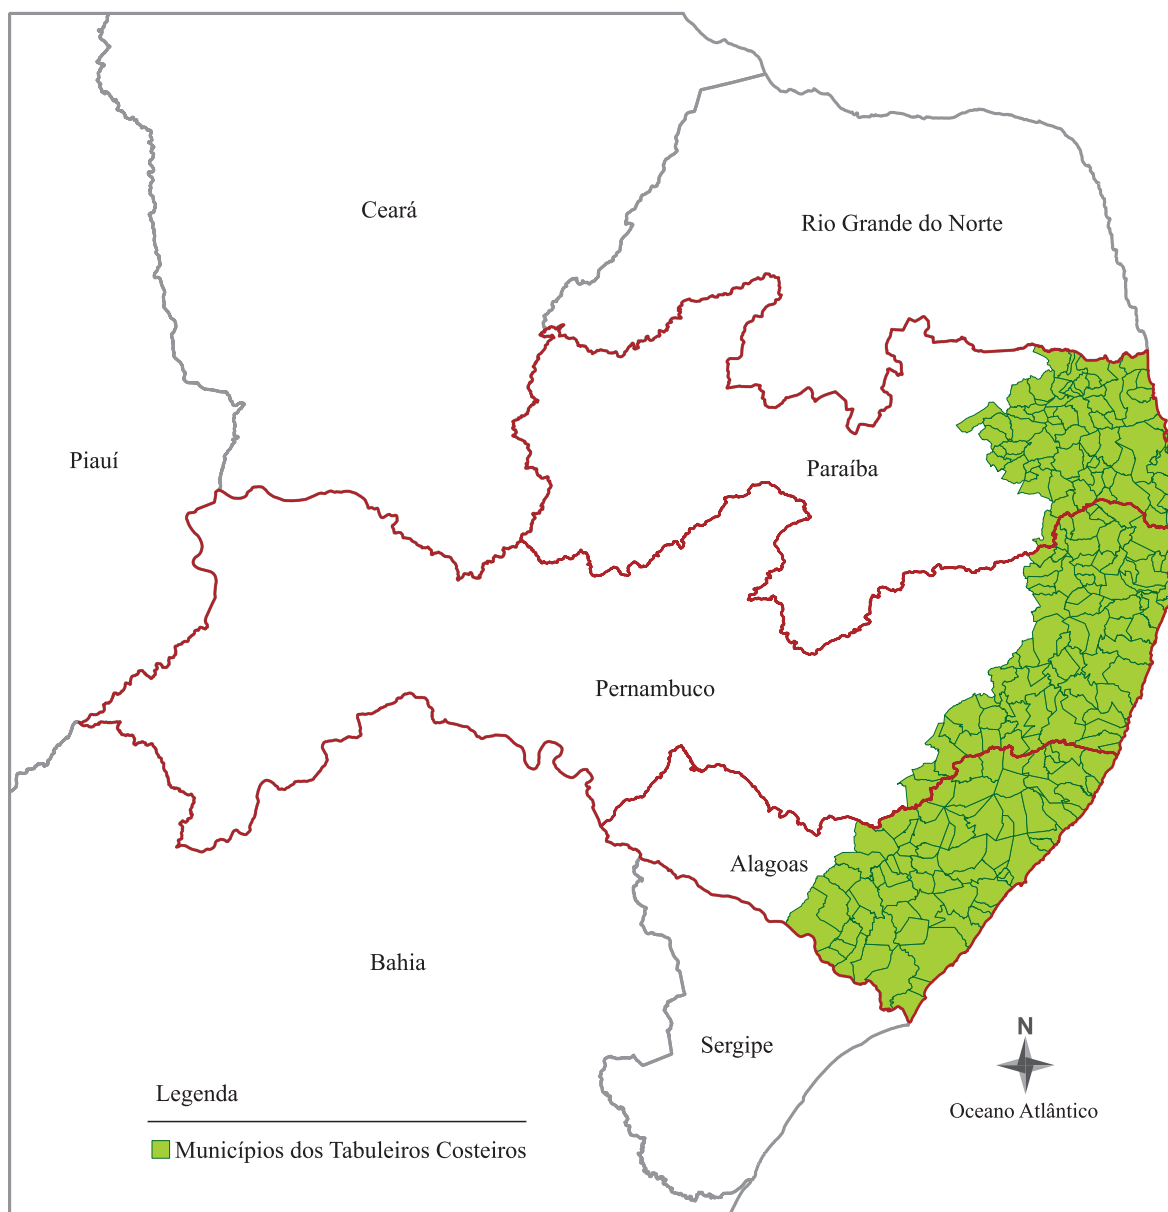 Ceará
Rio Grande do Norte
Piauí
Paraíba
Pernambuco
Alagoas
Bahia
Sergipe
N
Oceano Atlântico
Legenda
Municípios dos Tabuleiros Costeiros